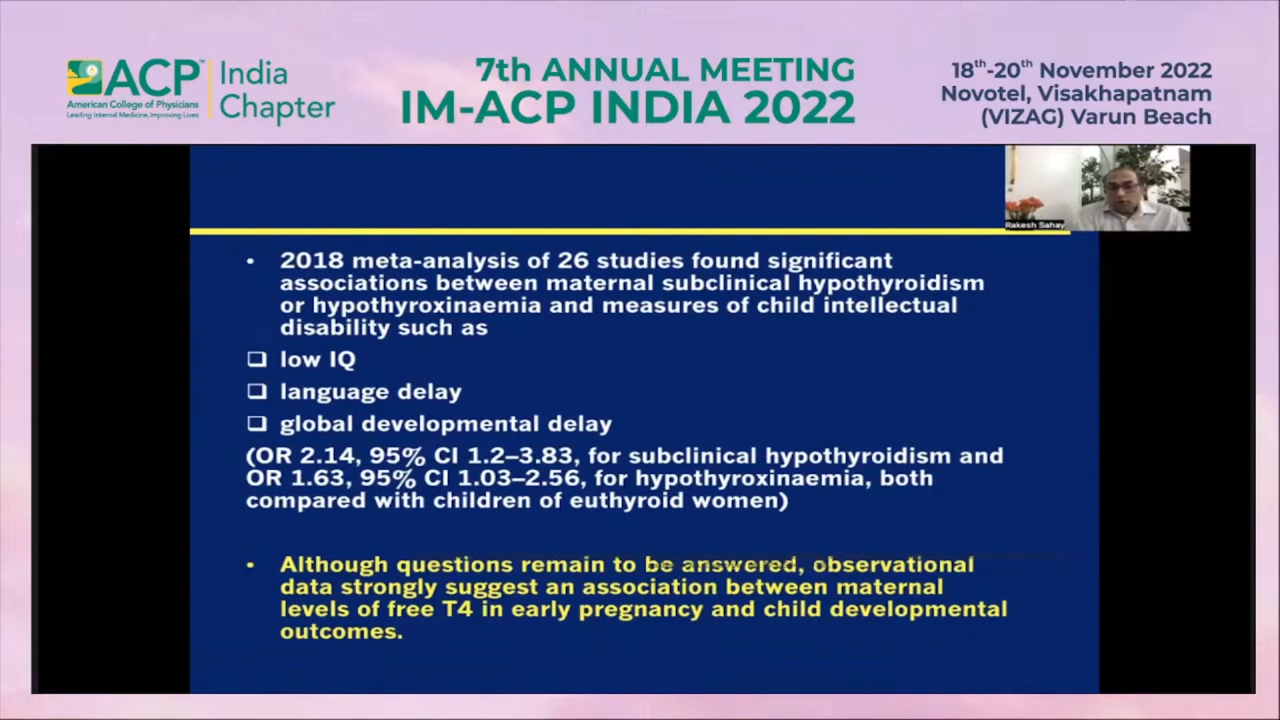 ACP™
American College of Physicians
Leading Internal Medicine, Improving Lives
India
Chapter
7th ANNUAL MEETING
IM-ACP INDIA 2022
18th-20th November 2022
Novotel, Visakhapatnam
(VIZAG) Varun Beach
Rakesh Sahay
• 2018 meta-analysis of 26 studies found significant
associations between maternal subclinical hypothyroidism
or hypothyroxinaemia and measures of child intellectual
disability such as
❑ low IQ
❑ language delay
❑ global developmental delay
(OR 2.14, 95% CI 1.2–3.83, for subclinical hypothyroidism and
OR 1.63, 95% CI 1.03–2.56, for hypothyroxinaemia, both
compared with children of euthyroid women)
• Although questions remain to be answered, observational
data strongly suggest an association between maternal
levels of free T4 in early pregnancy and child developmental
outcomes.